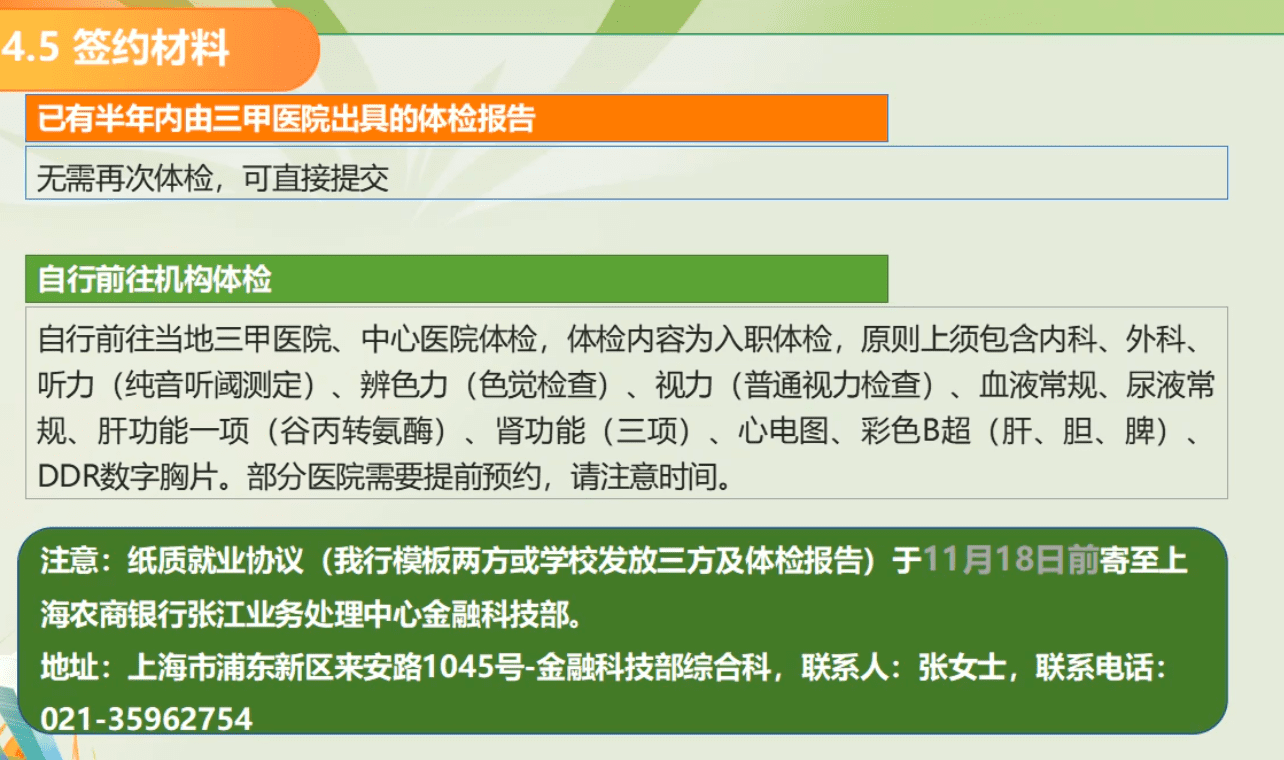 4.5 签约材料
已有半年内由三甲医院出具的体检报告
无需再次体检，可直接提交
自行前往机构体检
自行前往当地三甲医院、中心医院体检，体检内容为入职体检，原则上须包含内科、外科、
听力（纯音听阈测定）、辨色力（色觉检查）、视力（普通视力检查）、血液常规、尿液常
规、肝功能一项（谷丙转氨酶）、肾功能（三项）、心电图、彩色B超（肝、胆、脾）、
DDR数字胸片。部分医院需要提前预约，请注意时间。
注意：纸质就业协议（我行模板两方或学校发放三方及体检报告）于11月18日前寄至上
海农商银行张江业务处理中心金融科技部。
地址：上海市浦东新区来安路1045号-金融科技部综合科，联系人：张女士，联系电话：
021-35962754